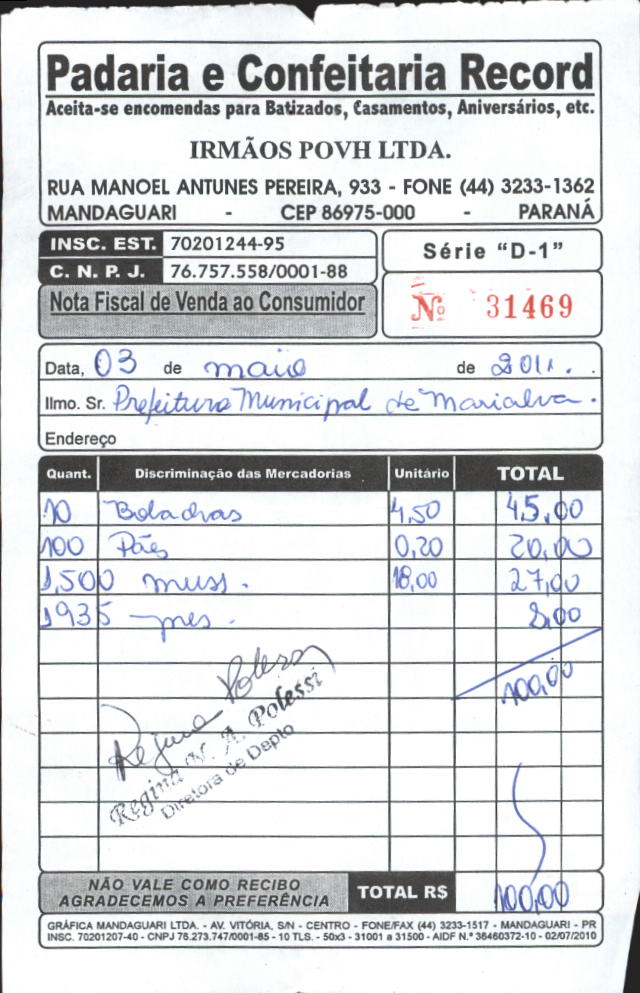 Padaria e Confeitaria Record
Aceita-se encomendas para Batizados, Casamentos, Aniversários, etc.
IRMÃOS POVH LTDA.
RUA MANOEL ANTUNES PEREIRA, 933 - FONE (44) 3233-1362
MANDAGUARI - CEP 86975-000 - PARANÁ
INSC. EST. 70201244-95
C. N. P. J. 76.757.558/0001-88
Nota Fiscal de Venda ao Consumidor
Série "D-1"
Nº 31469
Data, 03 de maio de 2011.
Ilmo. Sr. Prefeitura Municipal de Marialva.
Endereço
Quant. Discriminação das Mercadorias Unitário TOTAL
10 4,50 45,00
100 Pães 0,20 20,00
1,500 muss. 18,00 27,00
1935 pres. 8,00
100,00
Regina Polessi
Regina V. A. Polessi
Diretora de Depto
NÃO VALE COMO RECIBO
AGRADECEMOS A PREFERÊNCIA
TOTAL R$ 100,00
GRÁFICA MANDAGUARI LTDA. - AV. VITÓRIA, S/N - CENTRO - FONE/FAX (44) 3233-1517 - MANDAGUARI - PR
INSC. 70201207-40 - CNPJ 76.273.747/0001-85 - 10 TLS. - 50x3 - 31001 a 31500 - AIDF N.º 36460372-10 - 02/07/2010